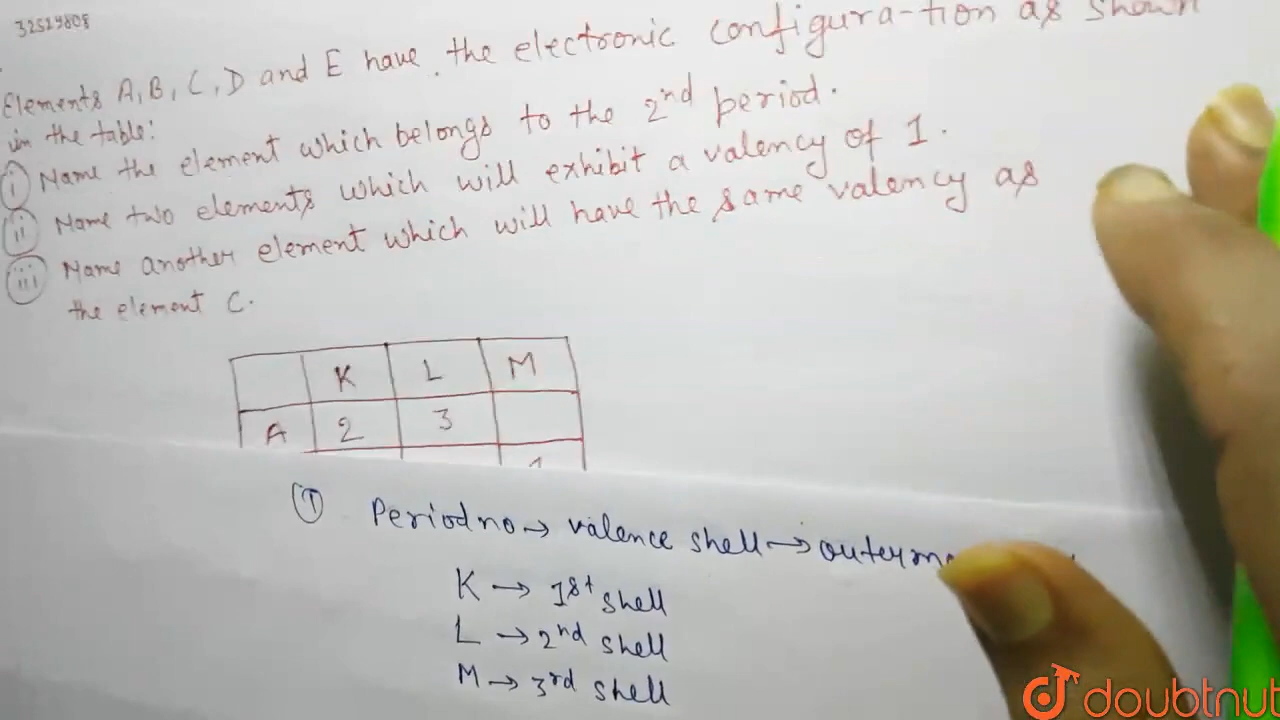 32529808
Elements A, B, C, D and E have the electronic configura-tion as shown
in the table:
(i) Name the element which belongs to the 2nd period.
(ii) Name two elements which will exhibit a valency of 1.
(iii) Name another element which will have the same valency as
the element C.
K L M
A 2 3
(I) Period no → valence shell →
K → 1st shell
L → 2nd shell
M → 3rd shell
doubtnut